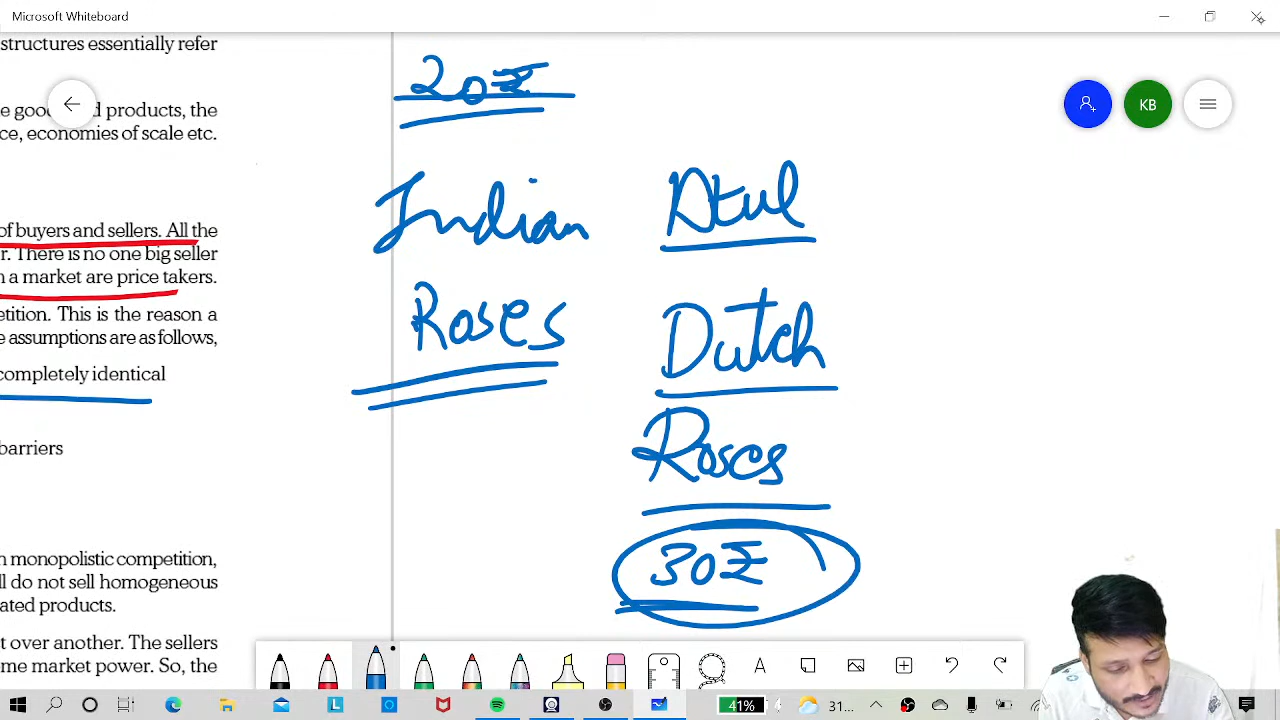 Microsoft Whiteboard
structures essentially refer
e good d products, the
ce, economies of scale etc.
of buyers and sellers. All the
r. There is no one big seller
n a market are price takers.
etition. This is the reason a
e assumptions are as follows,
completely identical
barriers
n monopolistic competition,
ll do not sell homogeneous
ated products.
t over another. The sellers
me market power. So, the
20₹
Indian
Roses
Atul
Dutch
Roses
30₹
KB
A
41%
31...